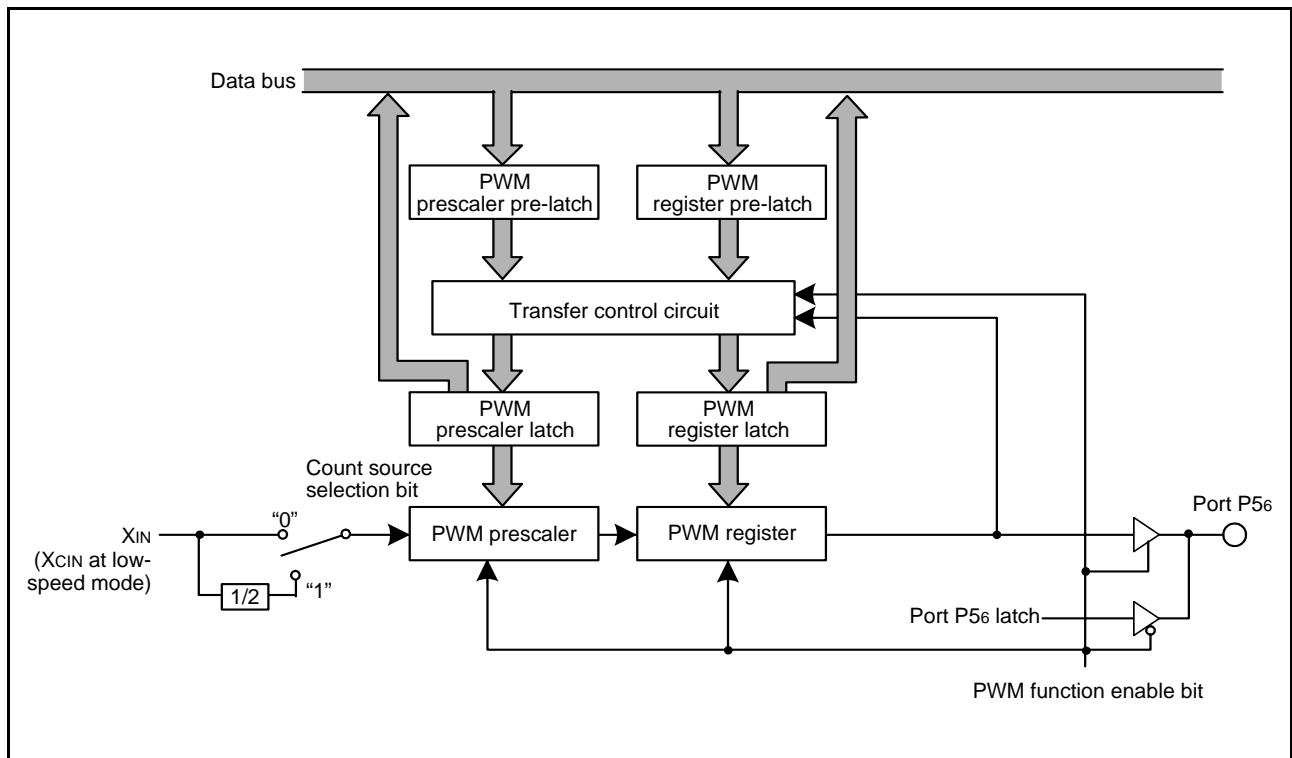 Data bus
PWM
prescaler pre-latch
PWM
register pre-latch
Transfer control circuit
PWM
prescaler latch
PWM
register latch
Count source
selection bit
Port P56
XIN
(XCIN at low-
speed mode)
“0”
“1”
1/2
PWM prescaler
PWM register
Port P56 latch
PWM function enable bit